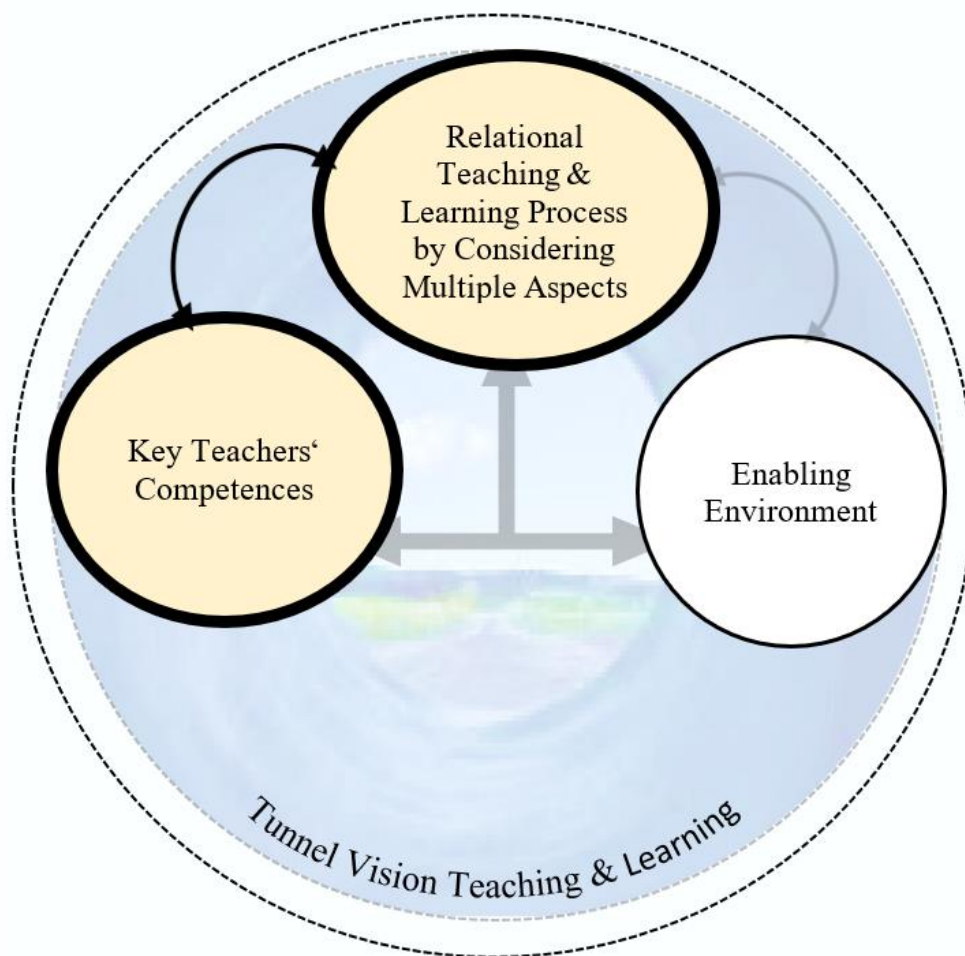 Relational
Teaching &
Learning Process
by Considering
Multiple Aspects
Key Teachers‘
Competences
Enabling
Environment
Tunnel Vision Teaching & Learning